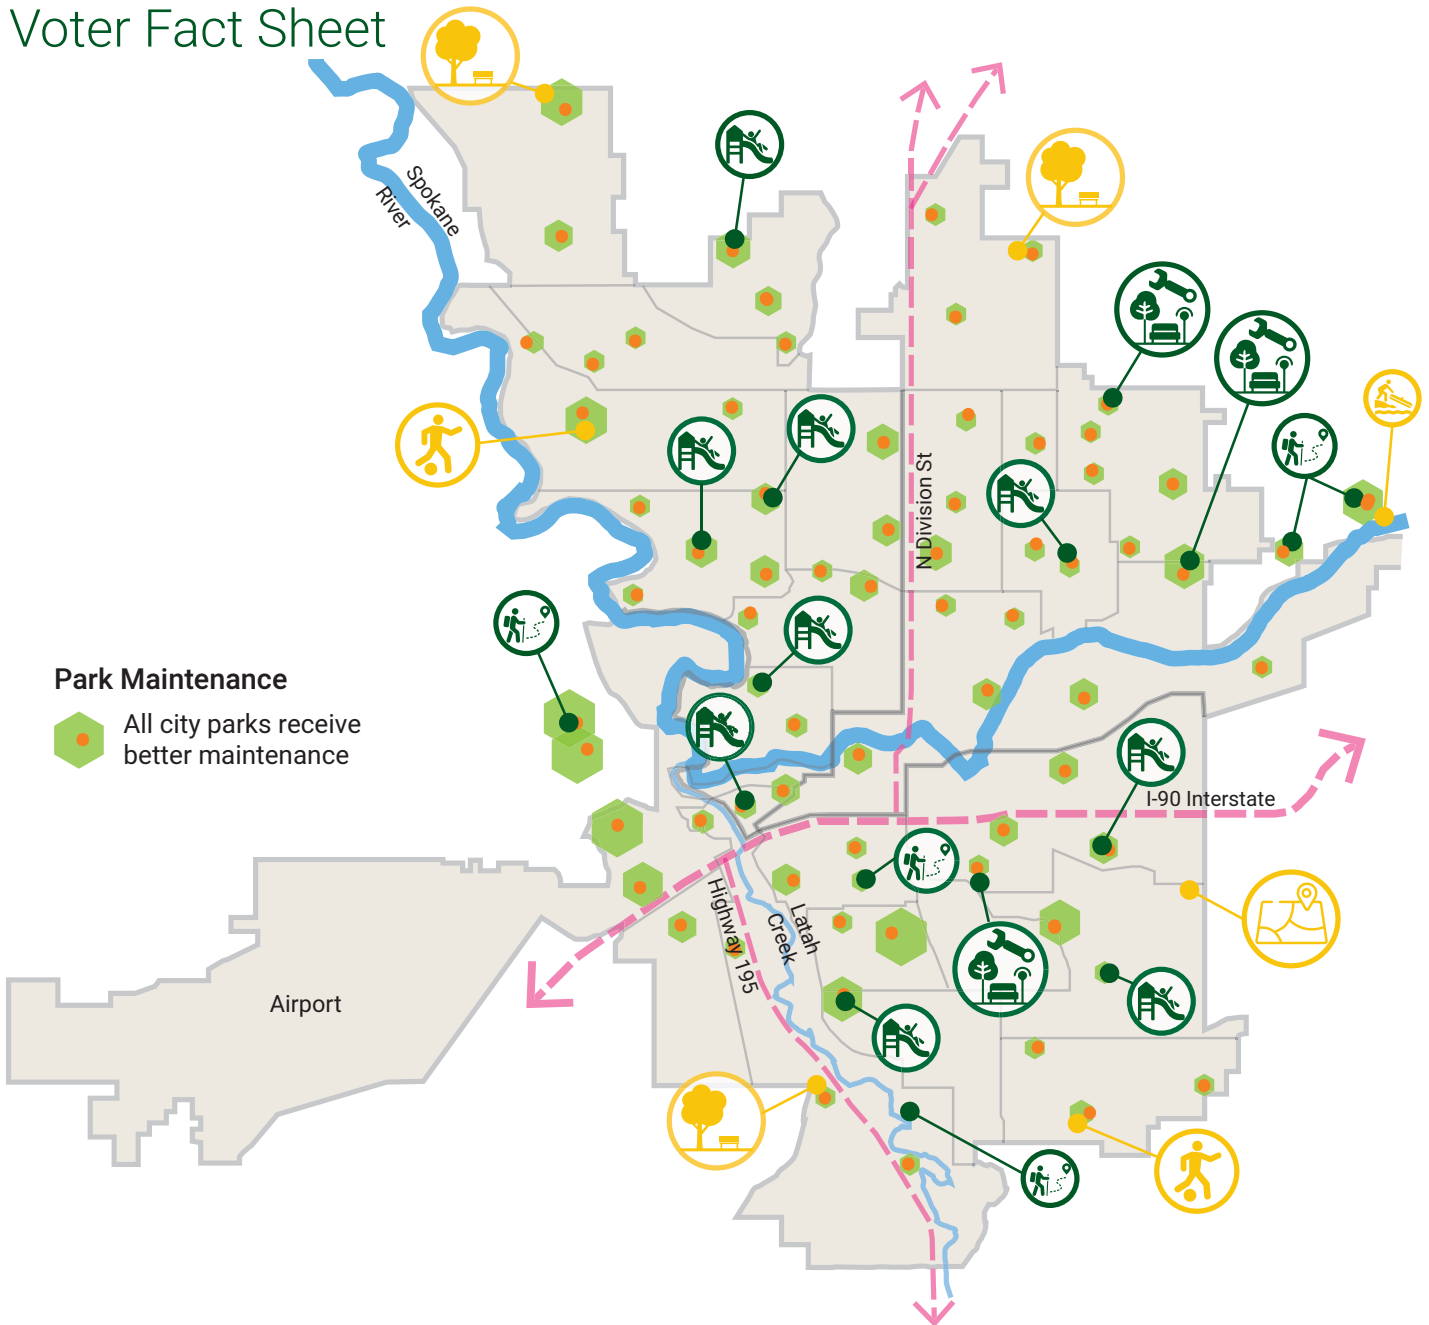 Voter Fact Sheet
Spokane
River
N Division St
Park Maintenance
All city parks receive
better maintenance
I-90 Interstate
Highway 195
Latah
Creek
Airport